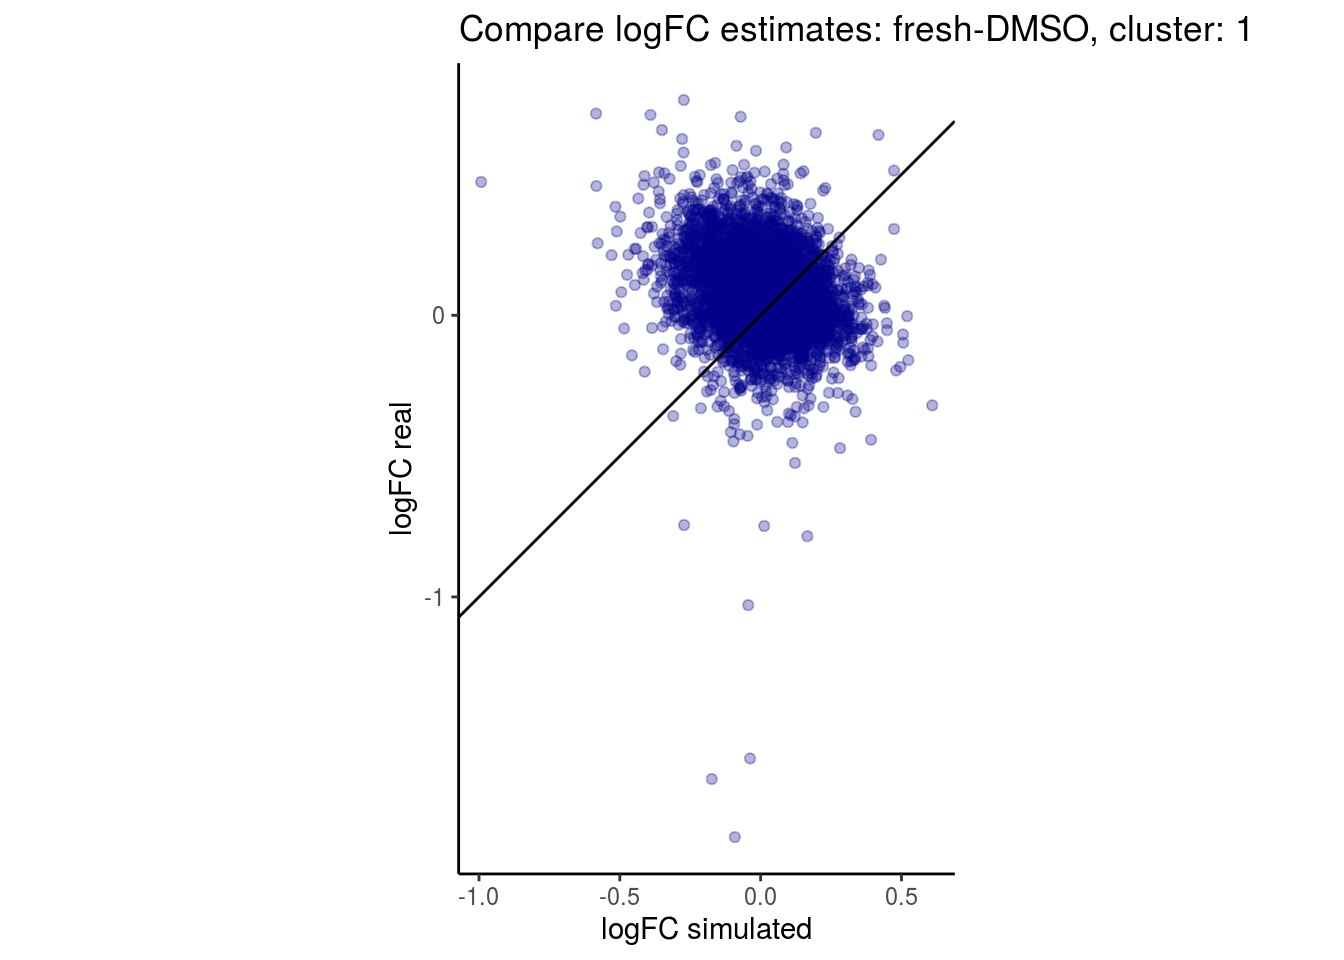 Compare logFC estimates: fresh-DMSO, cluster: 1
logFC real
0
-1
-1.0 -0.5 0.0 0.5
logFC simulated